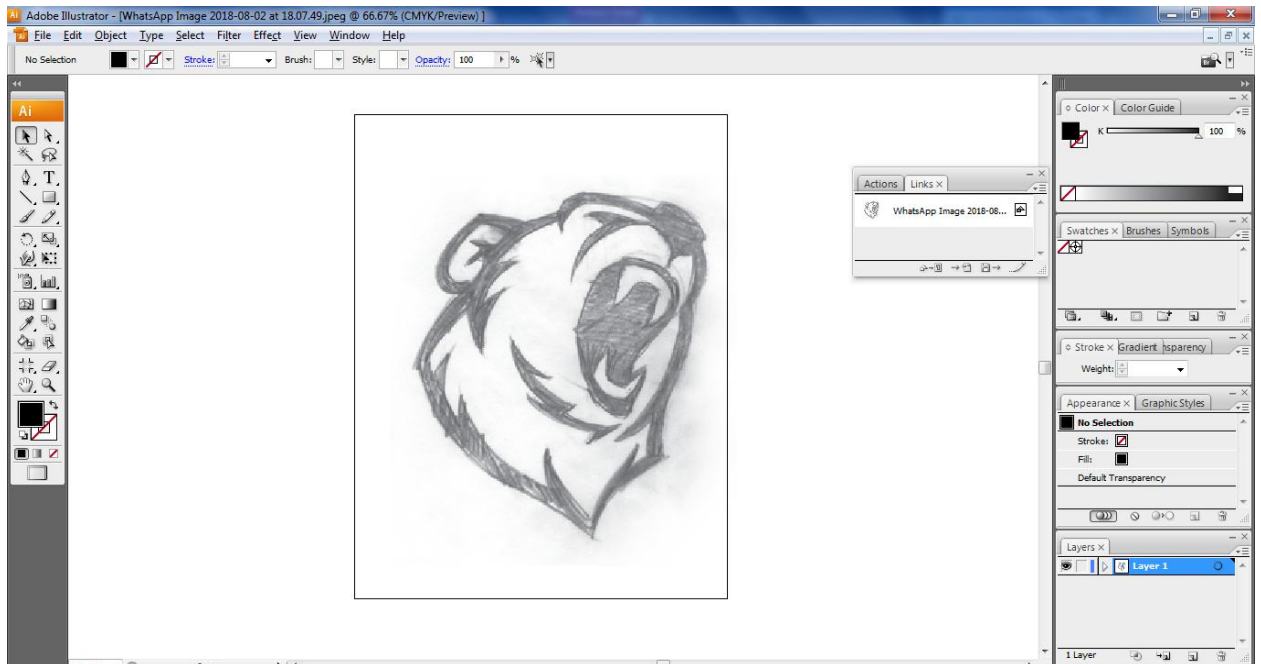 Ai Adobe Illustrator - [WhatsApp Image 2018-08-02 at 18.07.49.jpeg @ 66.67% (CMYK/Preview) ]
File Edit Object Type Select Filter Effect View Window Help
No Selection Stroke: Brush: Style: Opacity: 100 %
Ai
T
Color × Color Guide
K 100 %
Actions Links ×
WhatsApp Image 2018-08...
Swatches × Brushes Symbols
Stroke × Gradient nsparency
Weight:
Appearance × Graphic Styles
No Selection
Stroke:
Fill:
Default Transparency
Layers ×
Layer 1
1 Layer